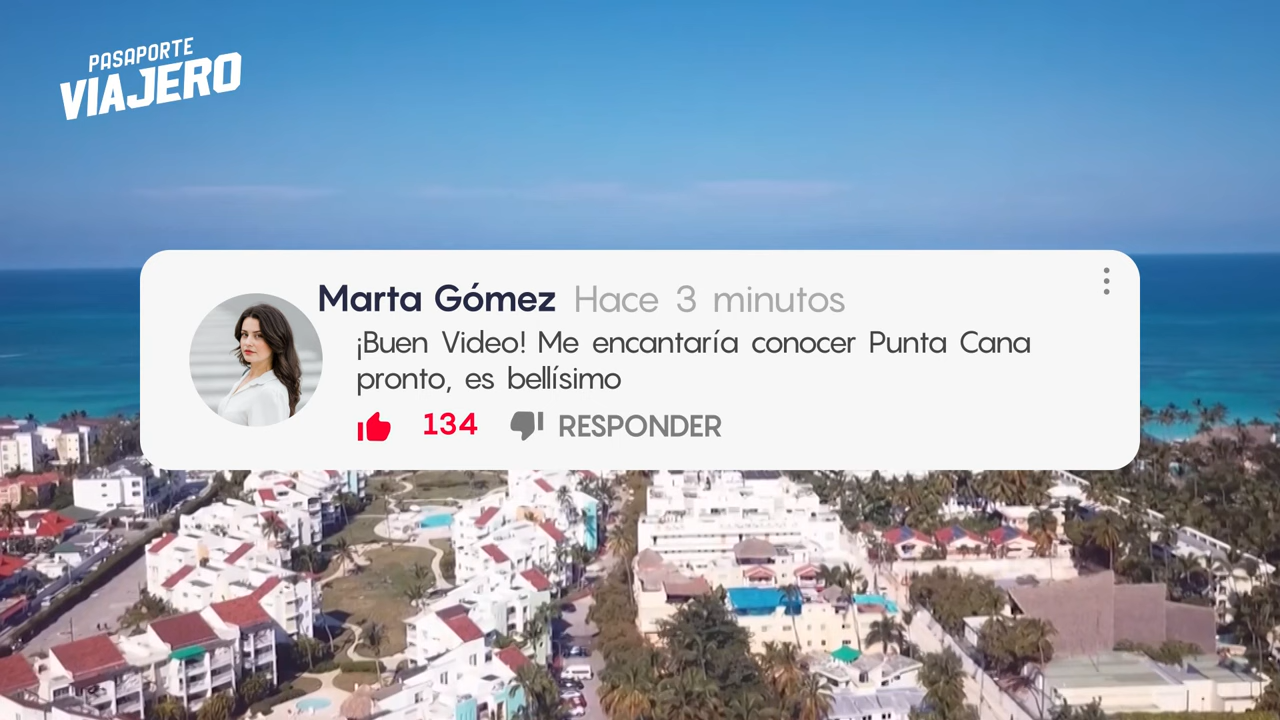 PASAPORTE
VIAJERO
Marta Gómez Hace 3 minutos
¡Buen Video! Me encantaría conocer Punta Cana
pronto, es bellísimo
134 RESPONDER